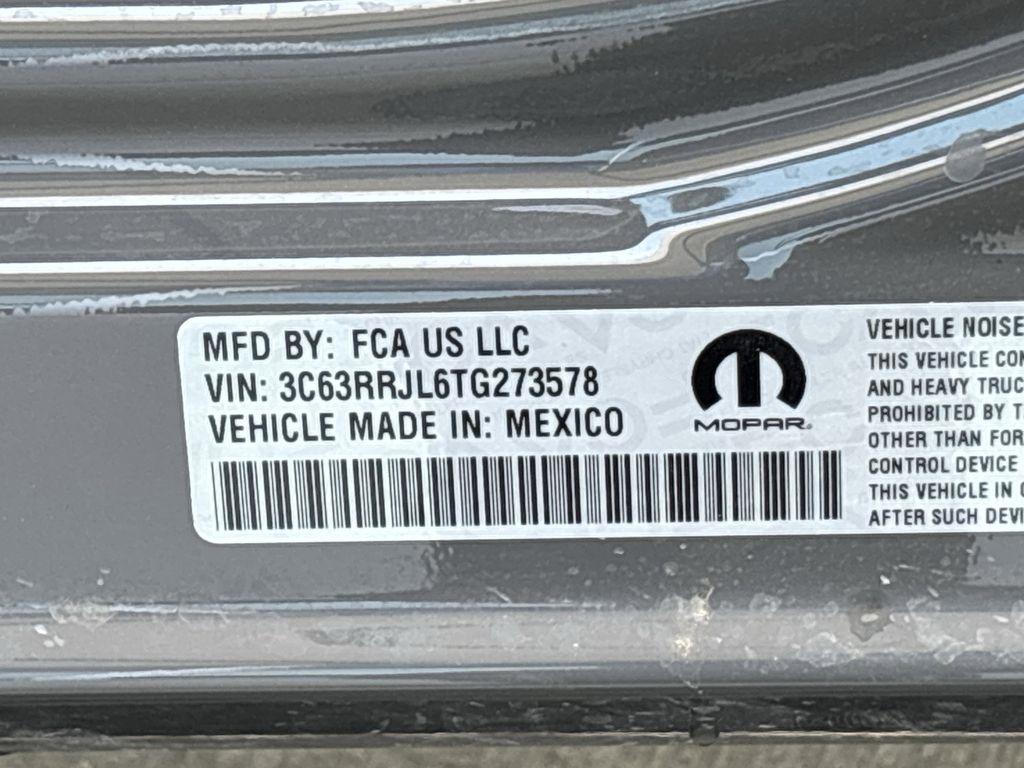 MFD BY: FCA US LLC
VIN: 3C63RRJL6TG273578
VEHICLE MADE IN: MEXICO
MOPAR®
VEHICLE NOISE
THIS VEHICLE CON
AND HEAVY TRUC
PROHIBITED BY T
OTHER THAN FOR
CONTROL DEVICE
THIS VEHICLE IN
AFTER SUCH DEVI